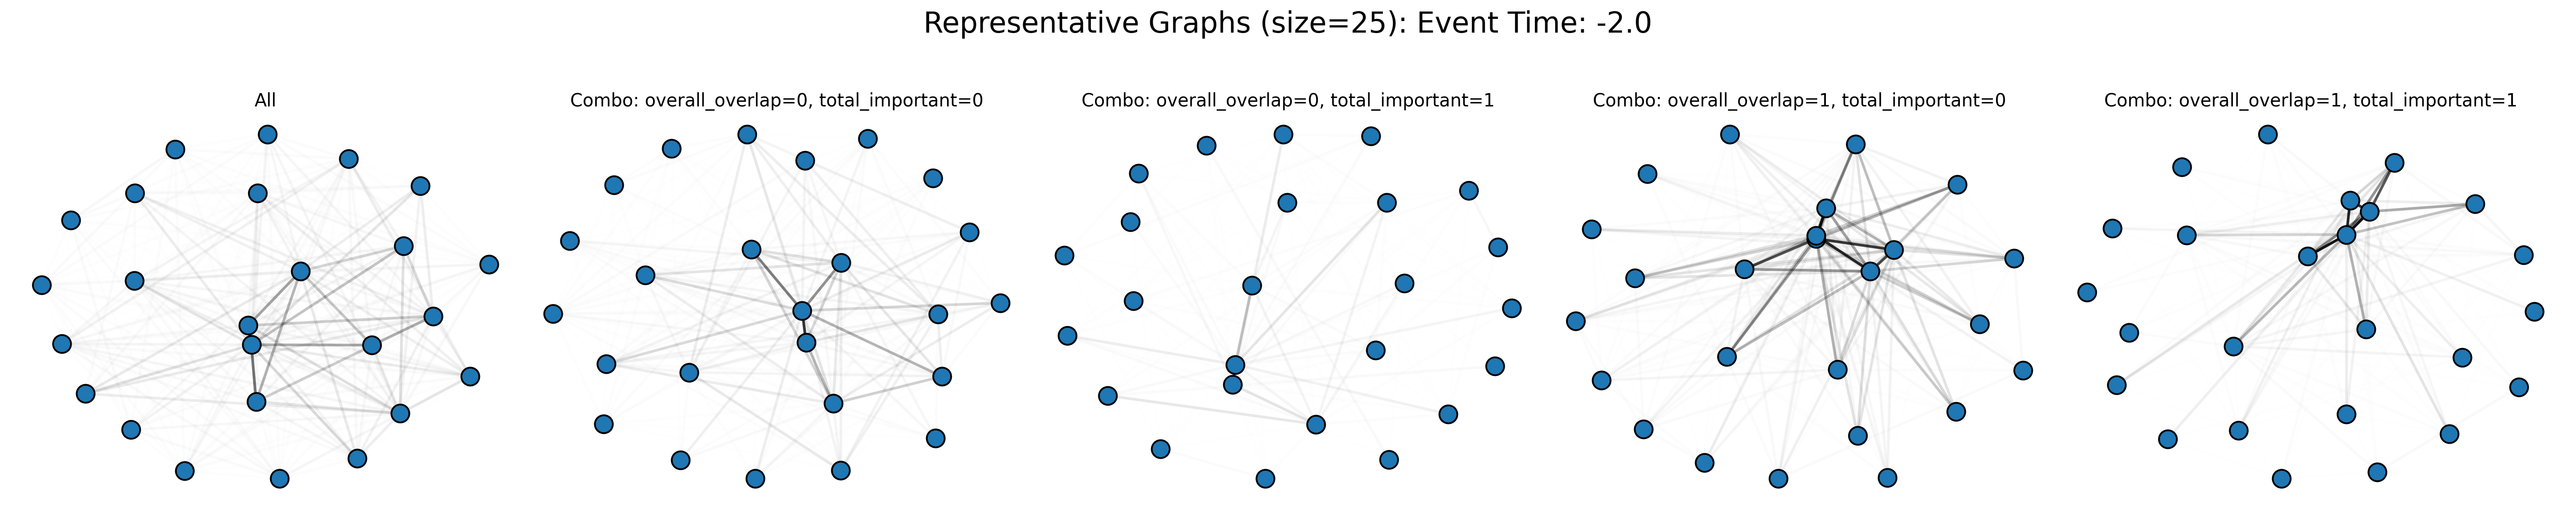 Representative Graphs (size=25): Event Time: -2.0
All
Combo: overall_overlap=0, total_important=0
Combo: overall_overlap=0, total_important=1
Combo: overall_overlap=1, total_important=0
Combo: overall_overlap=1, total_important=1